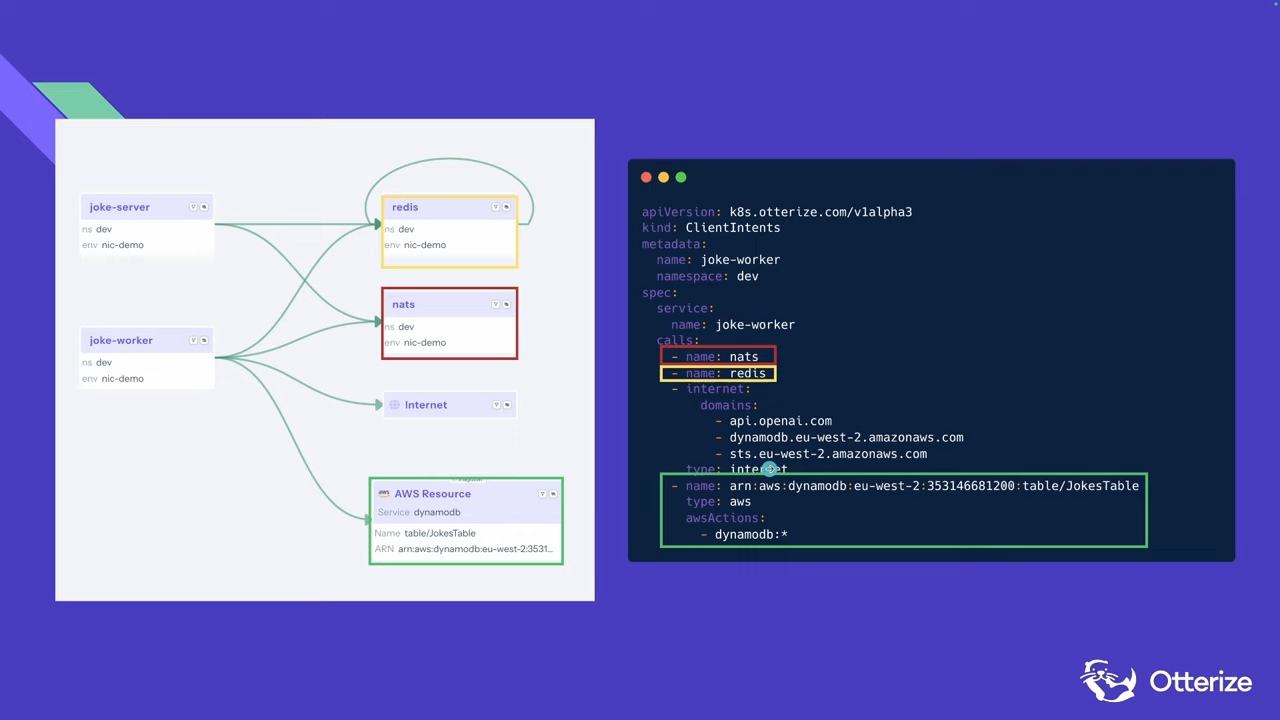 joke-server
ns dev
env nic-demo
joke-worker
ns dev
env nic-demo
redis
ns dev
env nic-demo
nats
ns dev
env nic-demo
Internet
aws AWS Resource
Service dynamodb
Name table/JokesTable
ARN arn:aws:dynamodb:eu-west-2:3531...
apiVersion: k8s.otterize.com/v1alpha3
kind: ClientIntents
metadata:
name: joke-worker
namespace: dev
spec:
service:
name: joke-worker
calls:
- name: nats
- name: redis
- internet:
domains:
- api.openai.com
- dynamodb.eu-west-2.amazonaws.com
- sts.eu-west-2.amazonaws.com
type: internet
- name: arn:aws:dynamodb:eu-west-2:353146681200:table/JokesTable
type: aws
awsActions:
- dynamodb:*
Otterize